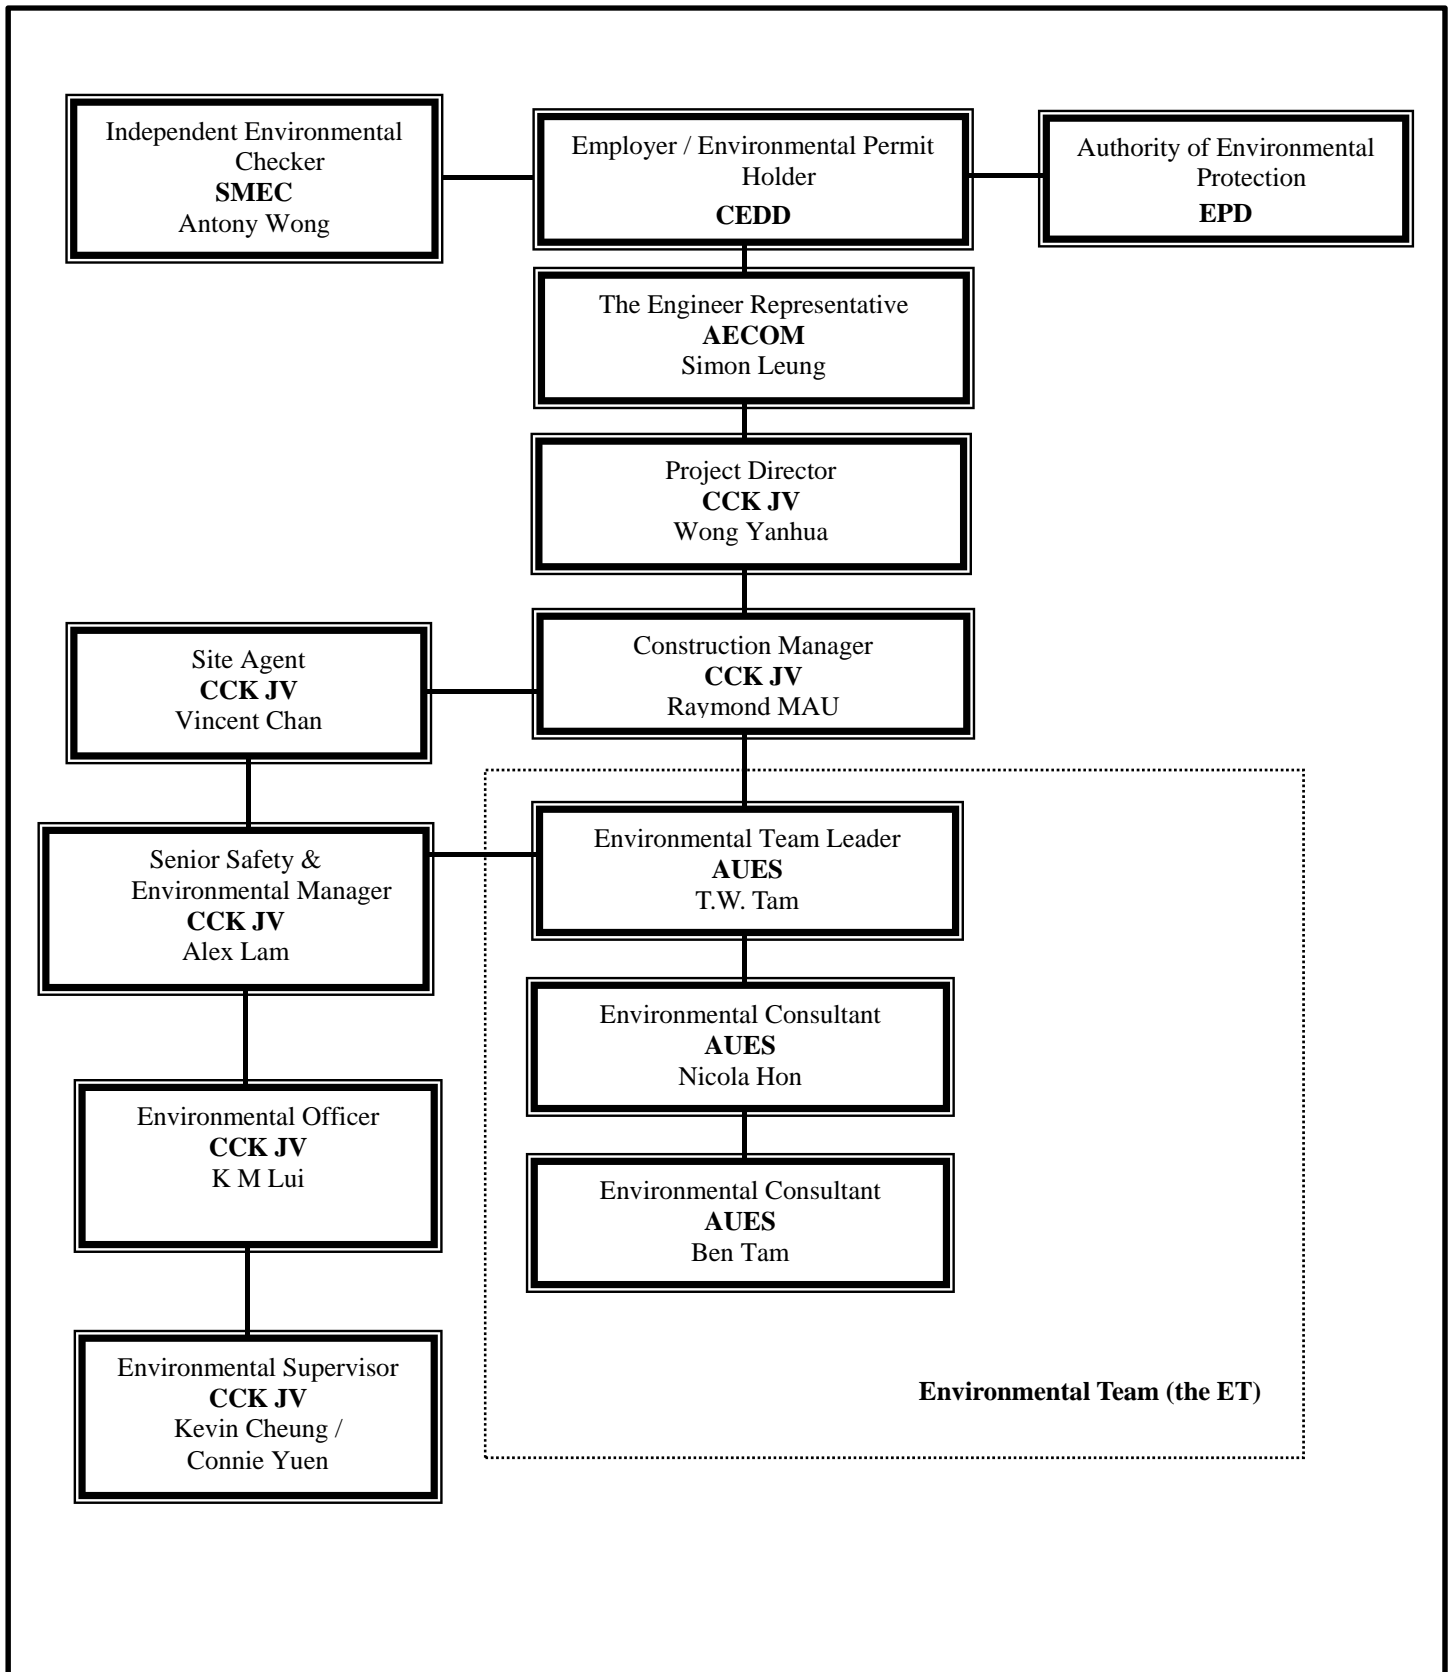 Independent Environmental
Checker
SMEC
Antony Wong
Employer / Environmental Permit
Holder
CEDD
Authority of Environmental
Protection
EPD
The Engineer Representative
AECOM
Simon Leung
Project Director
CCK JV
Wong Yanhua
Site Agent
CCK JV
Vincent Chan
Construction Manager
CCK JV
Raymond MAU
Senior Safety &
Environmental Manager
CCK JV
Alex Lam
Environmental Team Leader
AUES
T.W. Tam
Environmental Consultant
AUES
Nicola Hon
Environmental Officer
CCK JV
K M Lui
Environmental Consultant
AUES
Ben Tam
Environmental Supervisor
CCK JV
Kevin Cheung /
Connie Yuen
Environmental Team (the ET)